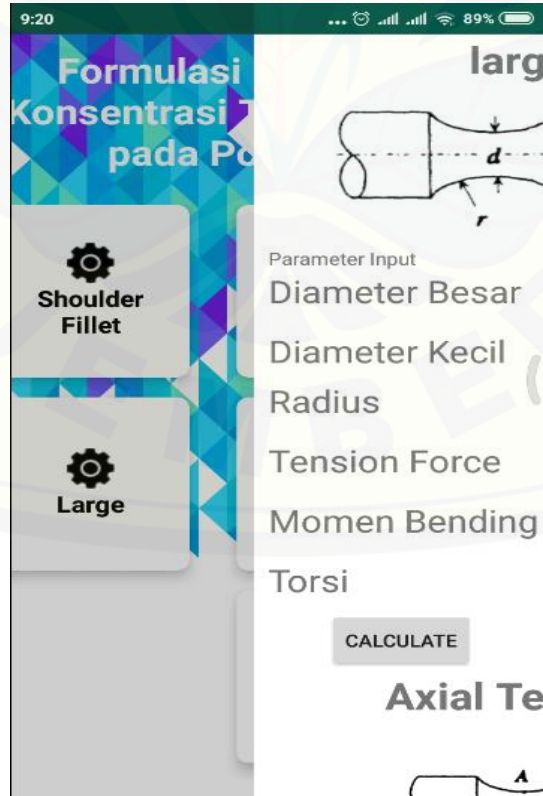 9:20
... 89%
Formulasi
Konsentrasi T
pada Po
Shoulder
Fillet
Large
larg
d
r
Parameter Input
Diameter Besar
Diameter Kecil
Radius
Tension Force
Momen Bending
Torsi
CALCULATE
Axial Te
A